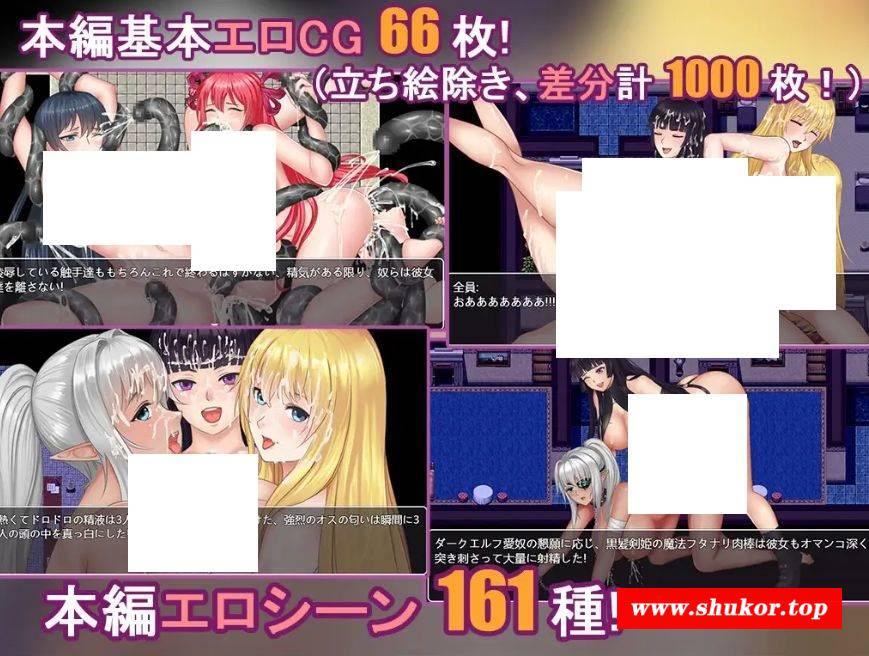 本編基本エロCG 66 枚!
(立ち絵除き、差分計 1000 枚!)
辱している触手達ももちろんこれで終わるはずがない、精気がある限り、奴らは彼女
達を離さない!
全員:
おああああああああ!!!
熱くてドロドロの精液は3人 けた、強烈のオスの匂いは瞬間に3
人の頭の中を真っ白にした
ダークエルフ愛奴の懇願に応じ、黒髪剣姫の魔法フタナリ肉棒は彼女もオマンコ深く
突き刺さって大量に射精した!
本編エロシーン 161 種!
www.shukor.top